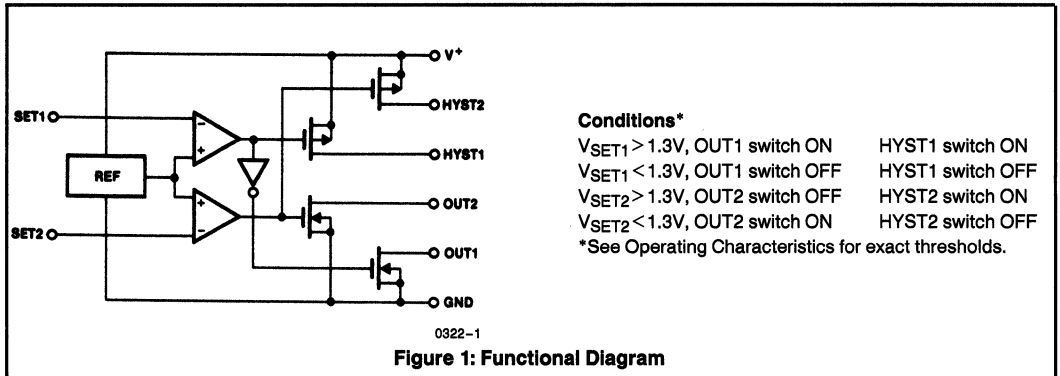 V+
HYST2
SET1
HYST1
REF
OUT2
SET2
OUT1
GND
0322-1
Conditions*
VSET1 > 1.3V, OUT1 switch ON HYST1 switch ON
VSET1 < 1.3V, OUT1 switch OFF HYST1 switch OFF
VSET2 > 1.3V, OUT2 switch OFF HYST2 switch ON
VSET2 < 1.3V, OUT2 switch ON HYST2 switch OFF
*See Operating Characteristics for exact thresholds.
Figure 1: Functional Diagram